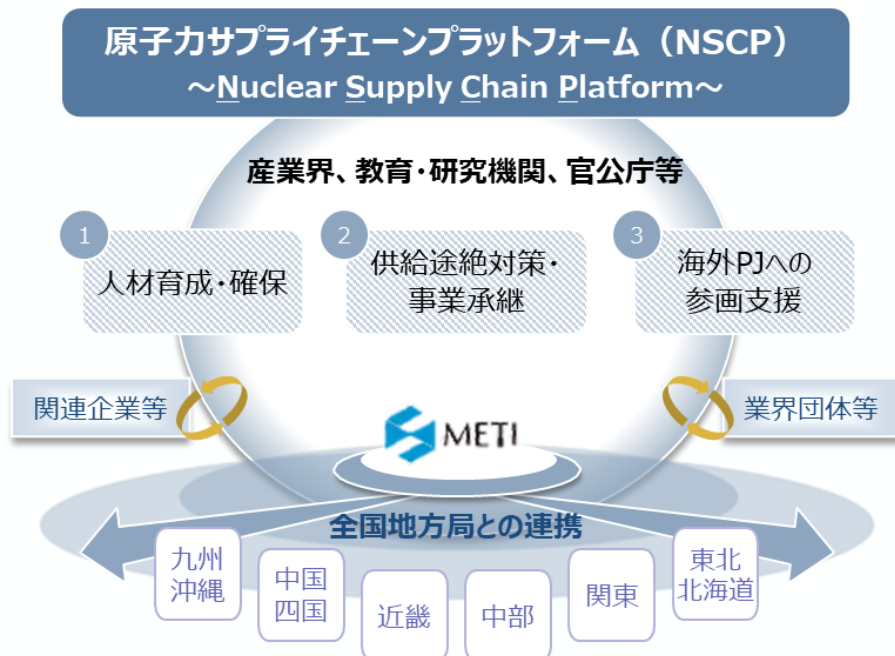 原子力サプライチェーンプラットフォーム（NSCP）
～Nuclear Supply Chain Platform～
産業界、教育・研究機関、官公庁等
1
人材育成・確保
2
供給途絶対策・
事業承継
3
海外PJへの
参画支援
関連企業等
業界団体等
METI
全国地方局との連携
九州
沖縄
中国
四国
近畿
中部
関東
東北
北海道